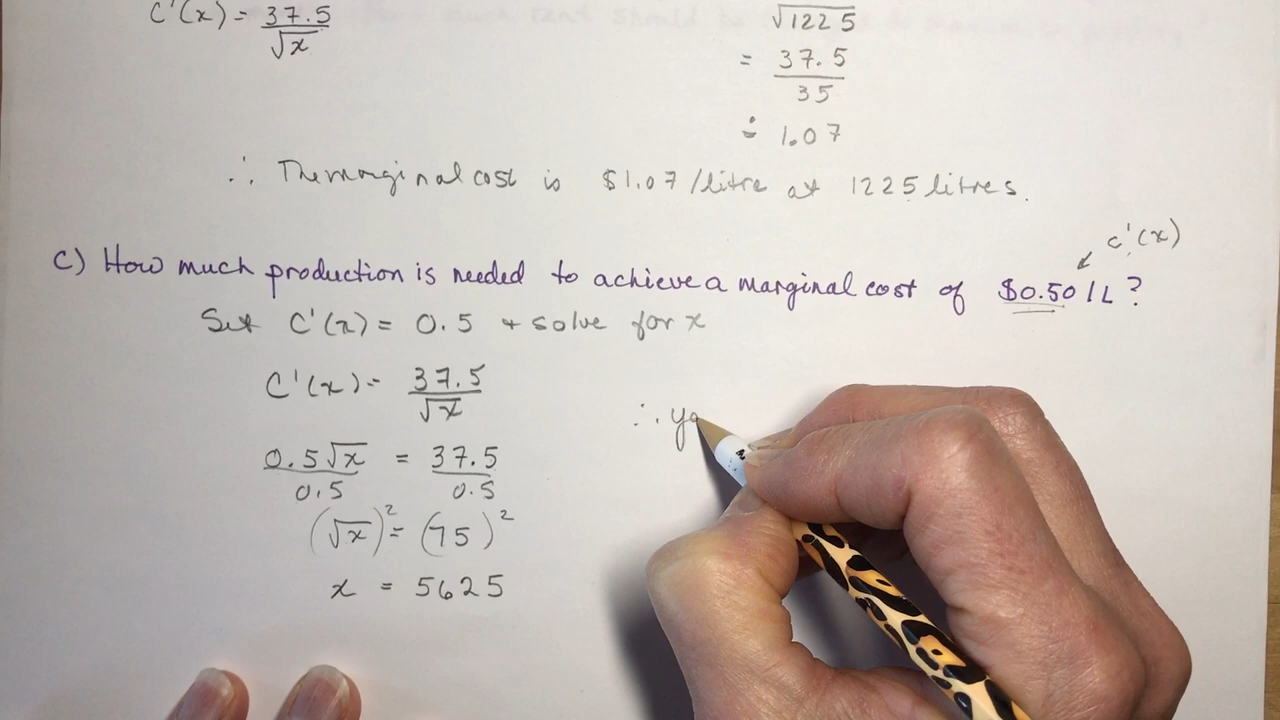 C'(x) = 37.5
√x
√1225
= 37.5
35
≐ 1.07
∴ The marginal cost is $1.07/litre at 1225 litres.
c'(x)
c) How much production is needed to achieve a marginal cost of $0.50/L?
Set C'(x) = 0.5 + solve for x
C'(x) = 37.5
√x
0.5√x = 37.5
0.5 0.5
(√x)² = (75)²
x = 5625
∴ yo